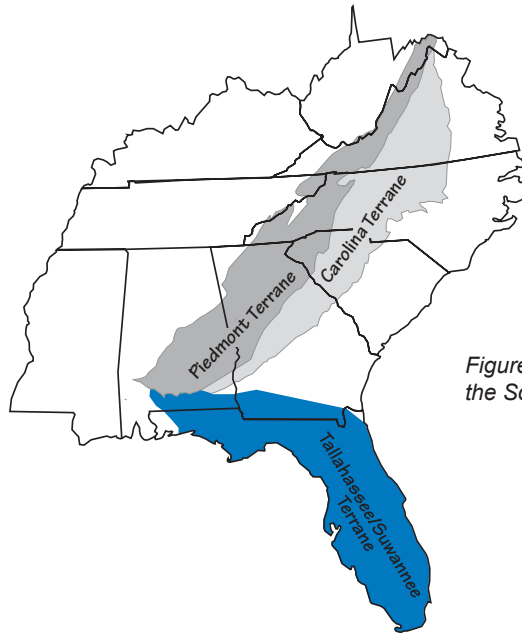 Carolina Terrane
Piedmont Terrane
Figure
the So
Tallahassee/Suwannee
Terrane